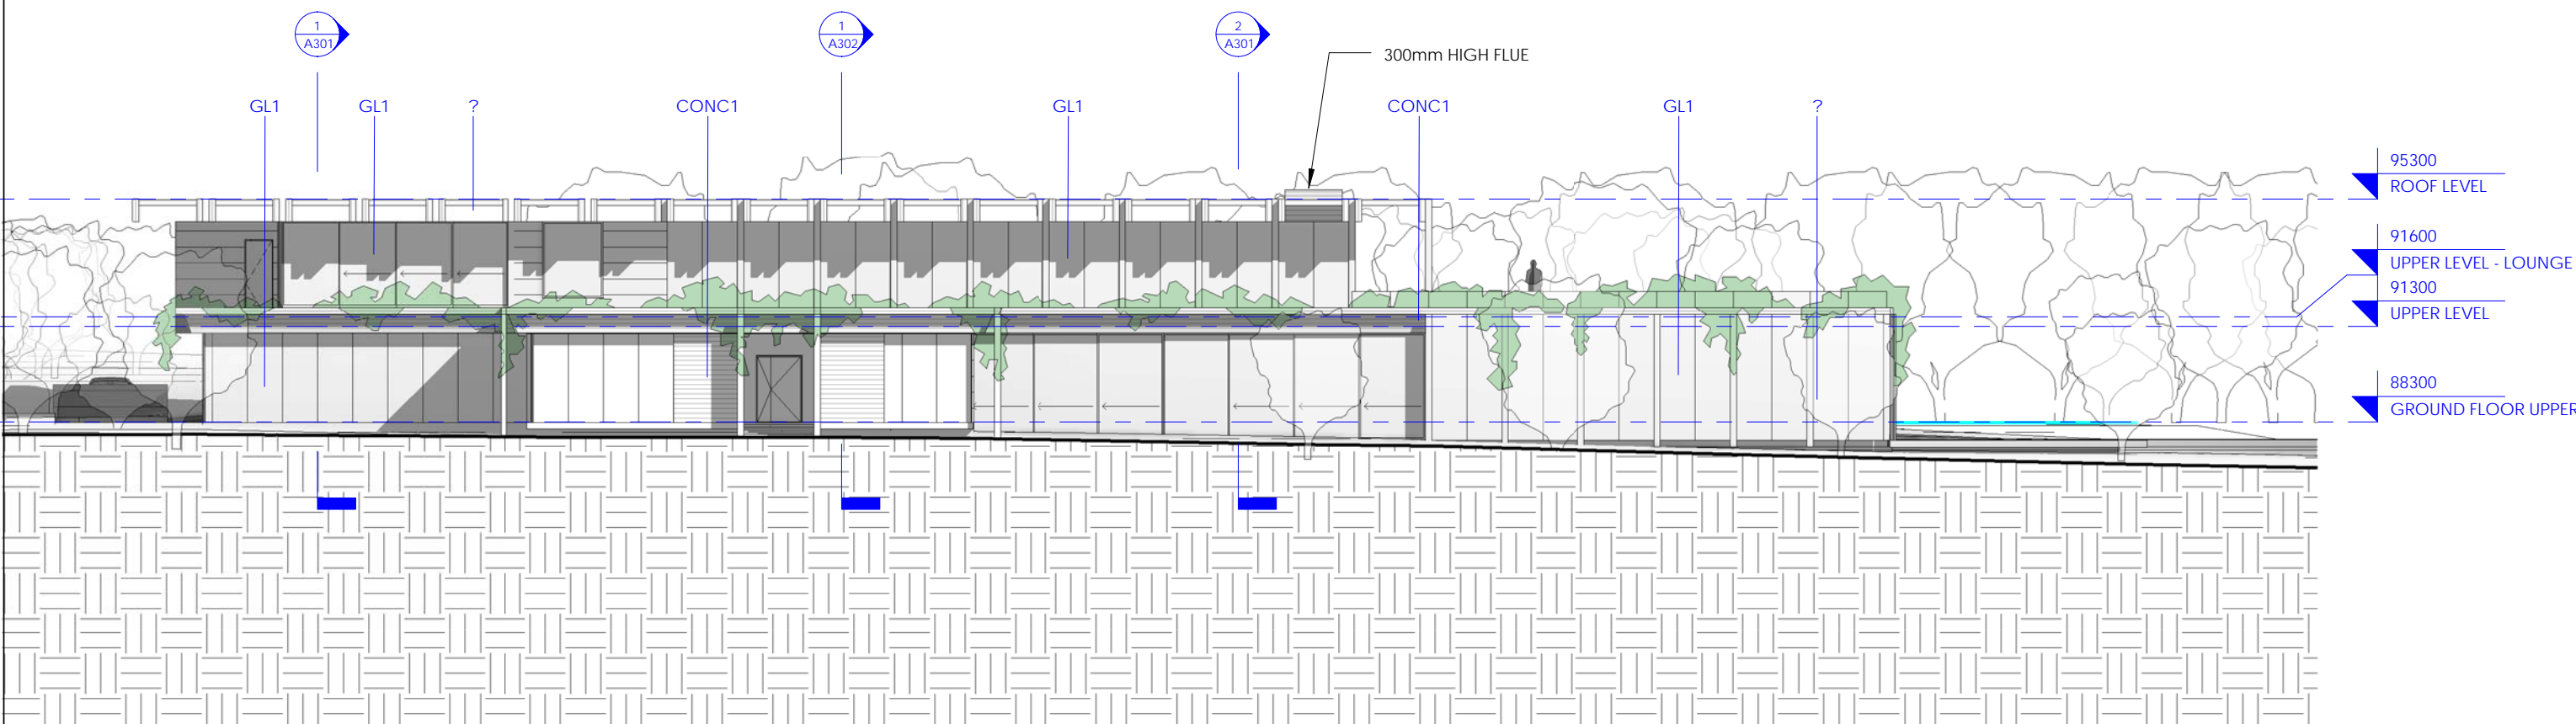 1
A301
1
A302
2
A301
300mm HIGH FLUE
GL1
GL1
?
CONC1
GL1
CONC1
GL1
?
95300
ROOF LEVEL
91600
UPPER LEVEL - LOUNGE
91300
UPPER LEVEL
88300
GROUND FLOOR UPPER